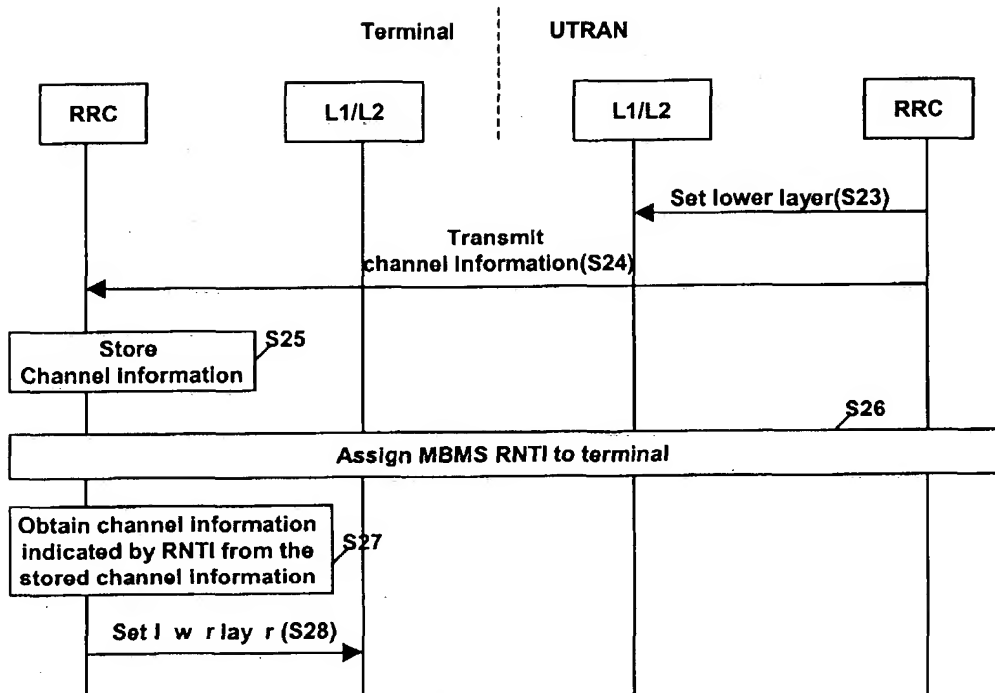 Terminal UTRAN
RRC L1/L2 L1/L2 RRC
Set lower layer(S23)
Transmit
channel information(S24)
Store
Channel information
S25
S26
Assign MBMS RNTI to terminal
Obtain channel information
indicated by RNTI from the
stored channel information
S27
Set l w r lay r (S28)